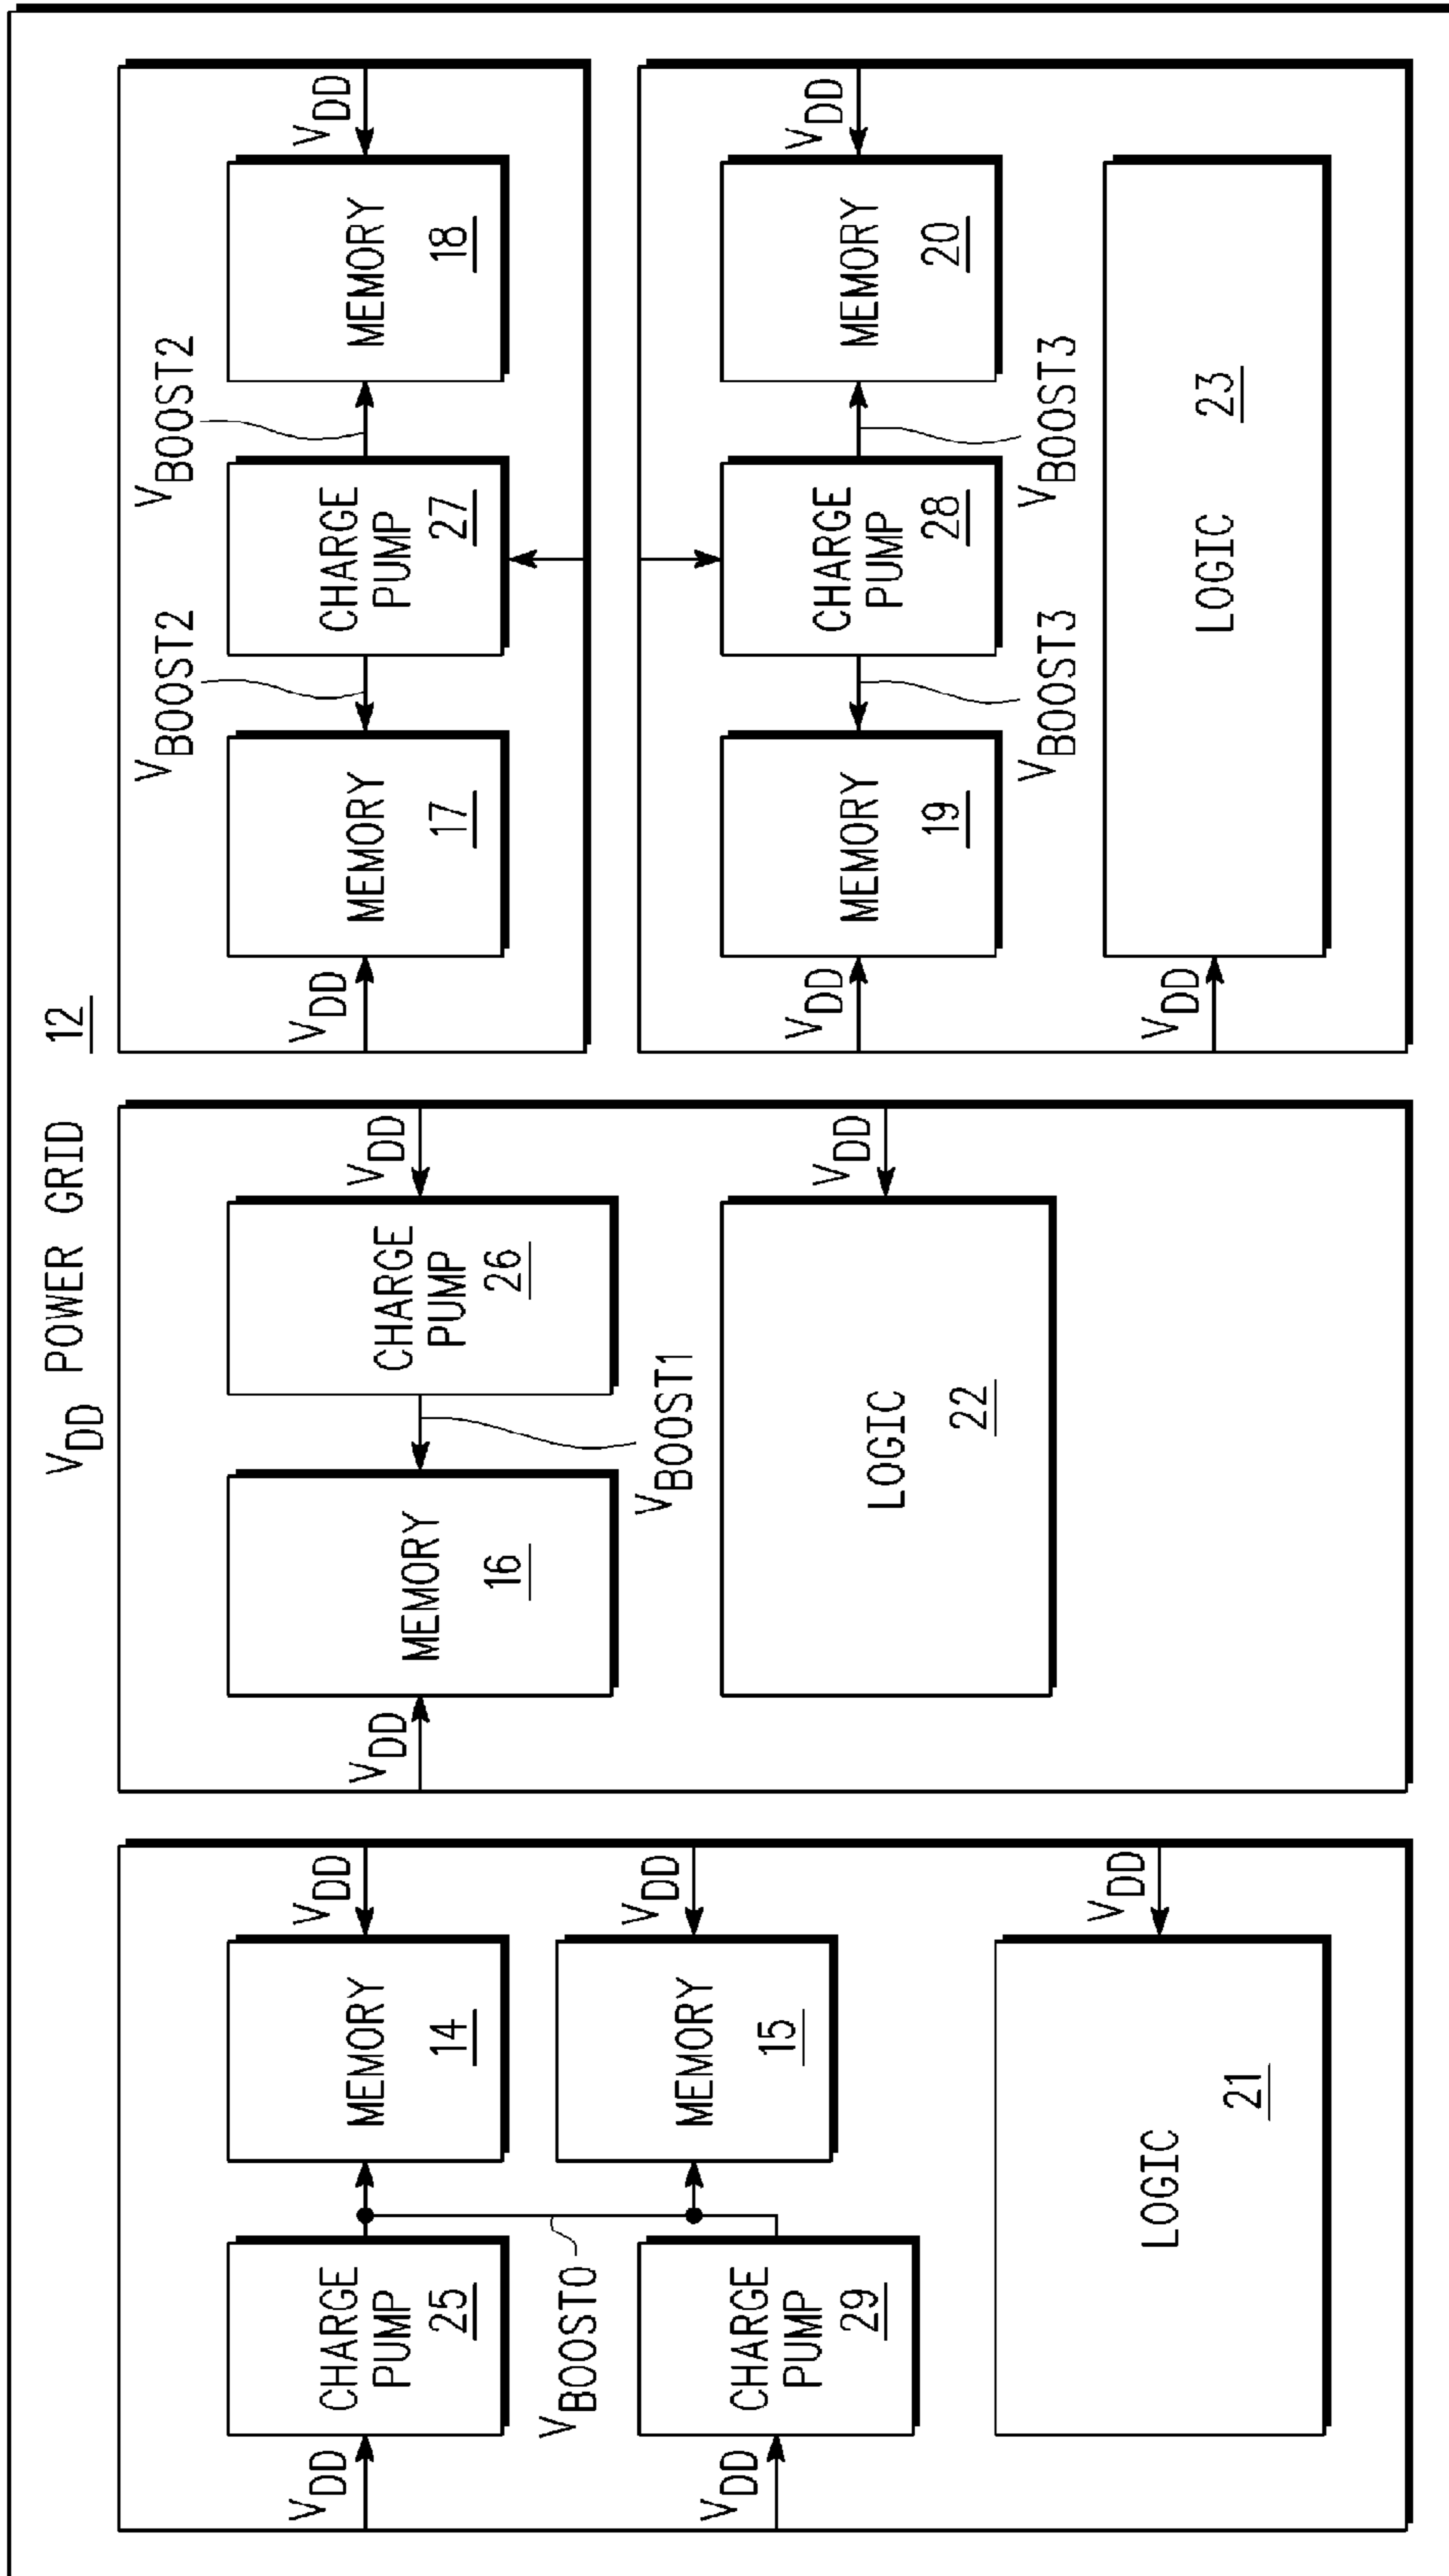 VDD POWER GRID 12
VDD
CHARGE
PUMP
25
MEMORY
14
VDD
VBOOST0
VDD
CHARGE
PUMP
29
MEMORY
15
VDD
LOGIC
21
VDD
VDD
MEMORY
16
CHARGE
PUMP
26
VDD
VBOOST1
LOGIC
22
VDD
VBOOST2
VBOOST2
VDD
MEMORY
17
CHARGE
PUMP
27
MEMORY
18
VDD
VDD
MEMORY
19
CHARGE
PUMP
28
MEMORY
20
VDD
VBOOST3
VBOOST3
VDD
LOGIC
23